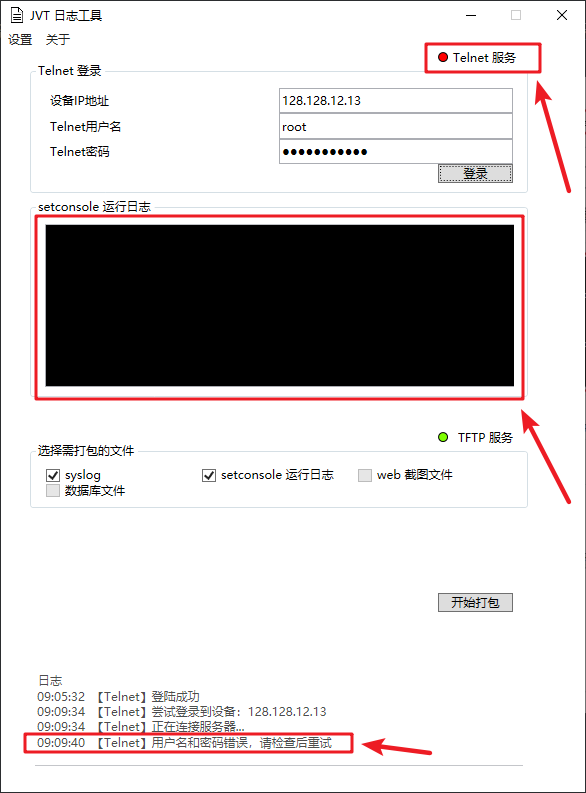 JVT 日志工具
设置 关于
Telnet 服务
Telnet 登录
设备IP地址 128.128.12.13
Telnet用户名 root
Telnet密码 ●●●●●●●●●●●
登录
setconsole 运行日志
TFTP 服务
选择需打包的文件
syslog setconsole 运行日志 web 截图文件
数据库文件
开始打包
日志
09:05:32 【Telnet】登陆成功
09:09:34 【Telnet】尝试登录到设备：128.128.12.13
09:09:34 【Telnet】正在连接服务器...
09:09:40 【Telnet】用户名和密码错误，请检查后重试